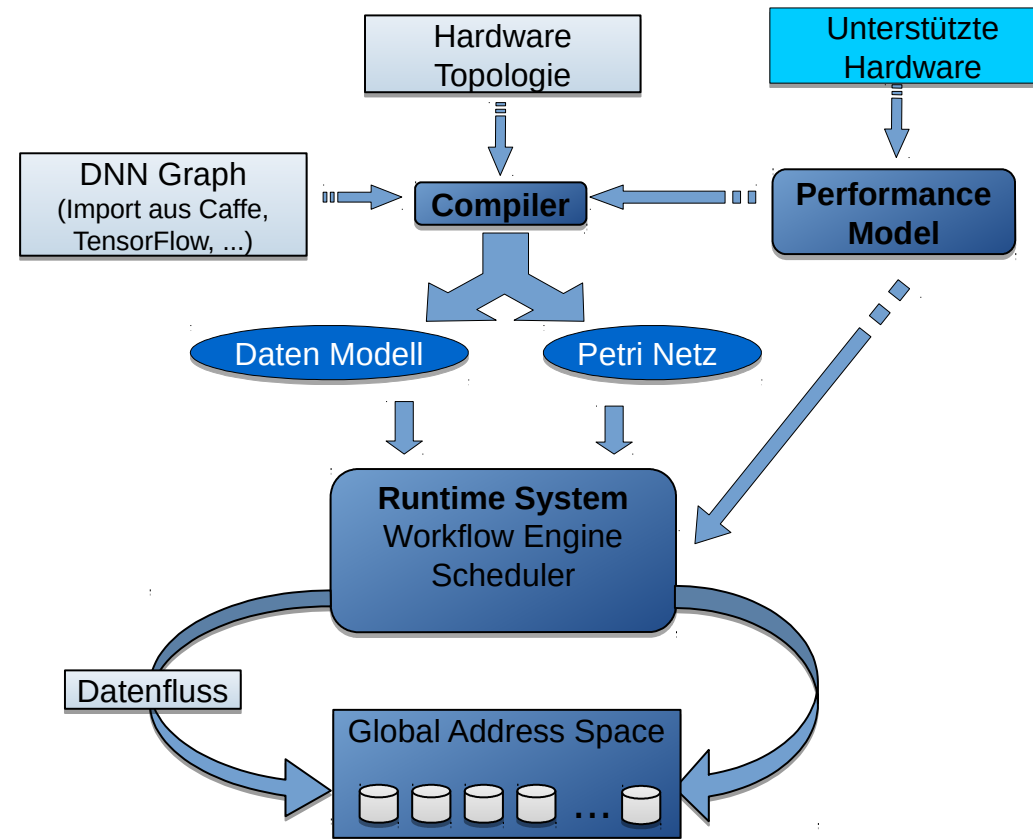 Hardware
Topologie
Unterstützte
Hardware
DNN Graph
(Import aus Caffe,
TensorFlow, ...)
Compiler
Performance
Model
Daten Modell
Petri Netz
Runtime System
Workflow Engine
Scheduler
Datenfluss
Global Address Space
...